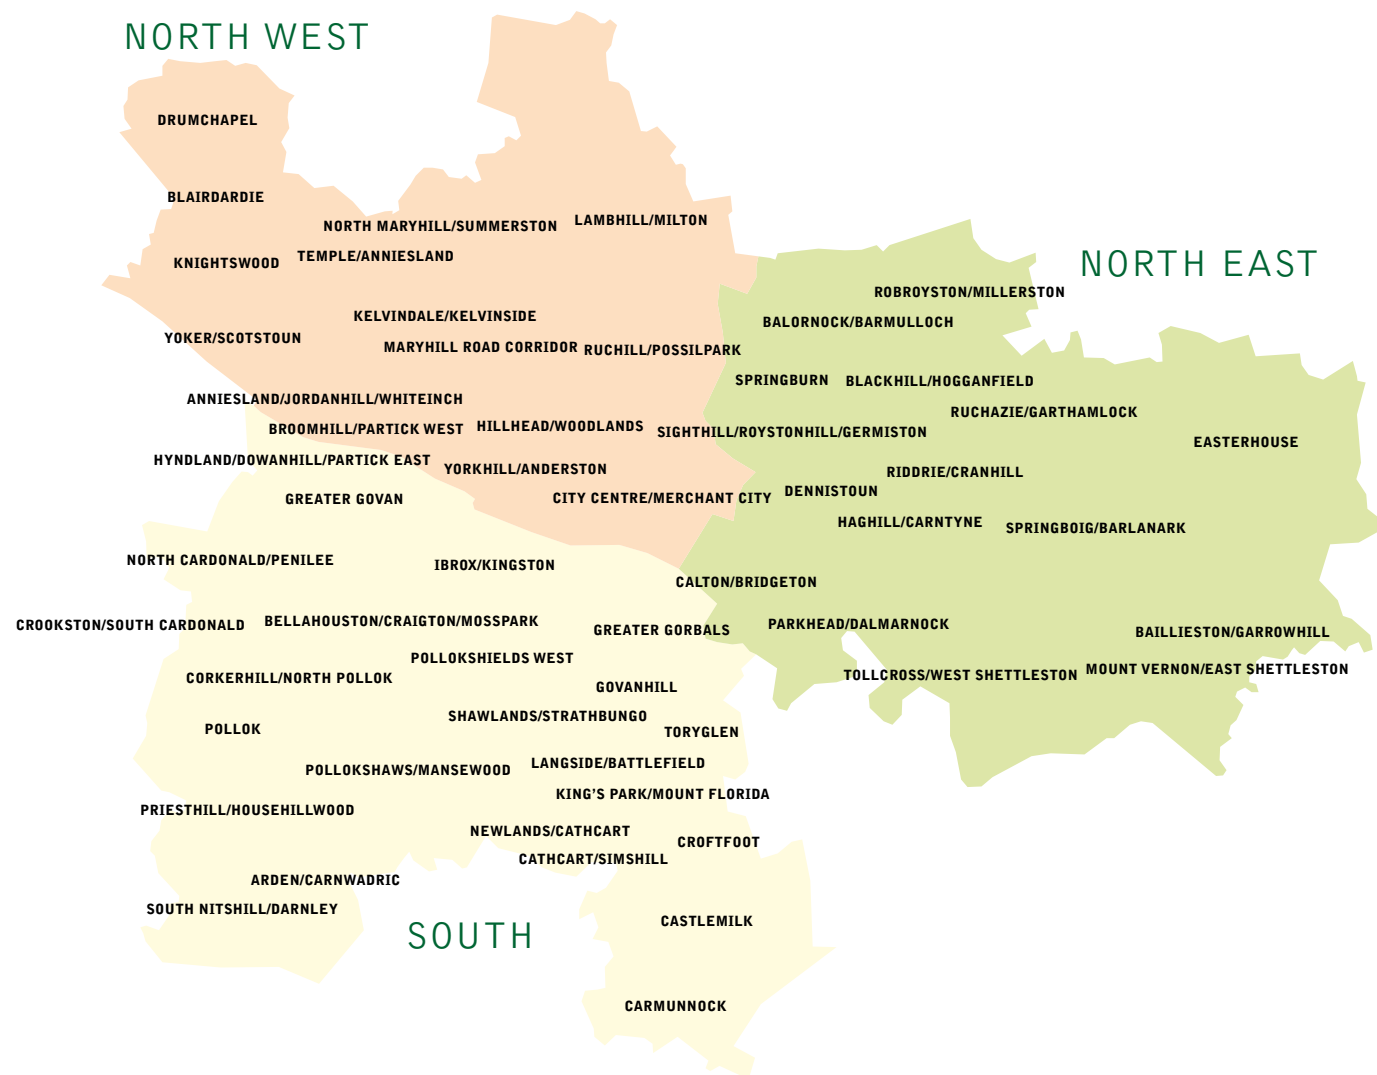 NORTH WEST
DRUMCHAPEL
BLAIRDARDIE
NORTH MARYHILL/SUMMERSTON
LAMBHILL/MILTON
KNIGHTSWOOD
TEMPLE/ANNIESLAND
KELVINDALE/KELVINSIDE
YOKER/SCOTSTOUN
MARYHILL ROAD CORRIDOR
RUCHILL/POSSILPARK
ANNIESLAND/JORDANHILL/WHITEINCH
BROOMHILL/PARTICK WEST
HILLHEAD/WOODLANDS
HYNDLAND/DOWANHILL/PARTICK EAST
YORKHILL/ANDERSTON
CITY CENTRE/MERCHANT CITY
NORTH EAST
ROBROYSTON/MILLERSTON
BALORNOCK/BARMULLOCH
SPRINGBURN
BLACKHILL/HOGGANFIELD
RUCHAZIE/GARTHAMLOCK
SIGHTHILL/ROYSTONHILL/GERMISTON
EASTERHOUSE
RIDDRIE/CRANHILL
DENNISTOUN
HAGHILL/CARNTYNE
SPRINGBOIG/BARLANARK
CALTON/BRIDGETON
PARKHEAD/DALMARNOCK
BAILLIESTON/GARROWHILL
TOLLCROSS/WEST SHETTLESTON
MOUNT VERNON/EAST SHETTLESTON
GREATER GOVAN
NORTH CARDONALD/PENILEE
IBROX/KINGSTON
CROOKSTON/SOUTH CARDONALD
BELLAHOUSTON/CRAIGTON/MOSSPARK
GREATER GORBALS
POLLOKSHIELDS WEST
CORKERHILL/NORTH POLLOK
GOVANHILL
SHAWLANDS/STRATHBUNGO
POLLOK
TORYGLEN
POLLOKSHAWS/MANSEWOOD
LANGSIDE/BATTLEFIELD
KING'S PARK/MOUNT FLORIDA
PRIESTHILL/HOUSEHILLWOOD
NEWLANDS/CATHCART
CROFTFOOT
CATHCART/SIMSHILL
ARDEN/CARNWADRIC
SOUTH NITSHILL/DARNLEY
SOUTH
CASTLEMILK
CARMUNNOCK